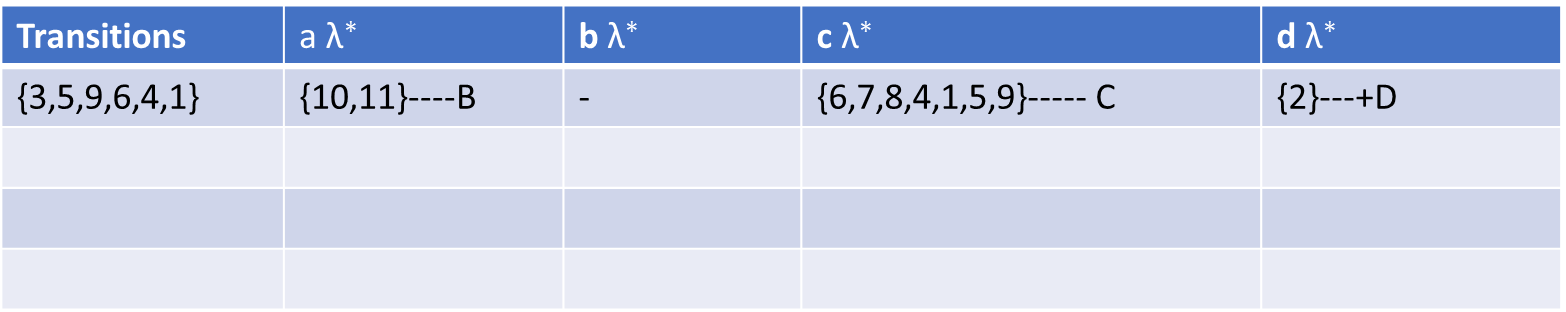 Transitions a λ* b λ* c λ* d λ*
{3,5,9,6,4,1} {10,11}----B - {6,7,8,4,1,5,9}----- C {2}---+D